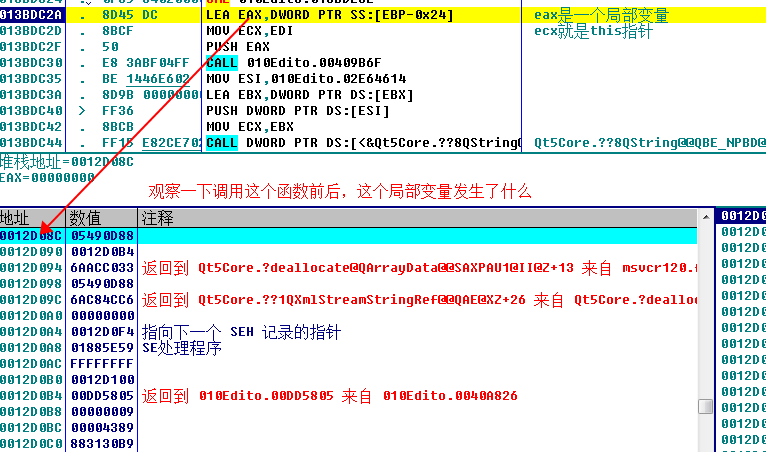 013BDC2A . 8D45 DC LEA EAX,DWORD PTR SS:[EBP-0x24] eax是一个局部变量
013BDC2D . 8BCF MOV ECX,EDI ecx就是this指针
013BDC2F . 50 PUSH EAX
013BDC30 . E8 3ABF04FF CALL 010Edito.00409B6F
013BDC35 . BE 1446E602 MOV ESI,010Edito.02E64614
013BDC3A . 8D9B 0000000 LEA EBX,DWORD PTR DS:[EBX]
013BDC40 > FF36 PUSH DWORD PTR DS:[ESI]
013BDC42 . 8BCB MOV ECX,EBX
013BDC44 . FF15 E82CE702 CALL DWORD PTR DS:[<&Qt5Core.??8QString@ Qt5Core.??8QString@@QBE_NPBD@
堆栈地址=0012D08C
EAX=00000000
观察一下调用这个函数前后，这个局部变量发生了什么
地址 数值 注释
0012D08C 05490D88
0012D090 0012D0B4
0012D094 6AACC033 返回到 Qt5Core.?deallocate@QArrayData@@SAXPAU1@II@Z+13 来自 msvcr120.
0012D098 05490D88
0012D09C 6AC84CC6 返回到 Qt5Core.??1QXmlStreamStringRef@@QAE@XZ+26 来自 Qt5Core.?deallo
0012D0A0 00000000
0012D0A4 0012D0F4 指向下一个 SEH 记录的指针
0012D0A8 01885E59 SE处理程序
0012D0AC FFFFFFFF
0012D0B0 0012D100
0012D0B4 00DD5805 返回到 010Edito.00DD5805 来自 010Edito.0040A826
0012D0B8 00000009
0012D0BC 00004389
0012D0C0 883130B9